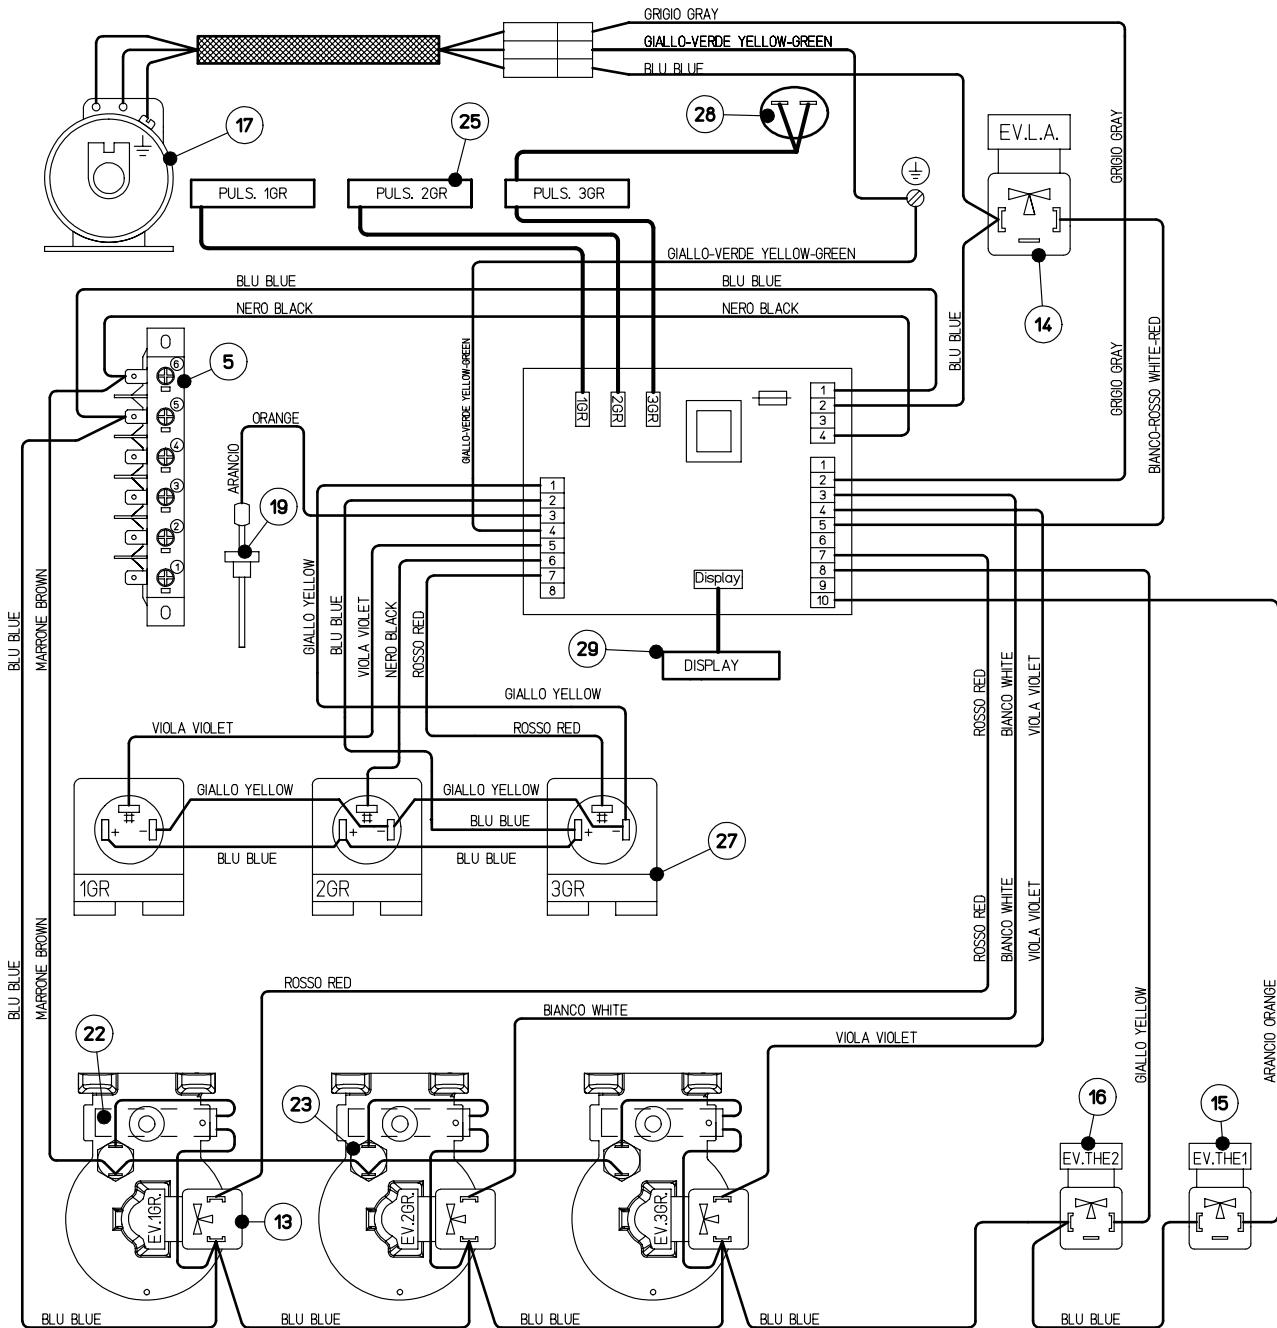 GRIGIO GRAY
GIALLO-VERDE YELLOW-GREEN
BLU BLUE
17
25
28
EV.L.A.
GRIGIO GRAY
PULS. 1GR
PULS. 2GR
PULS. 3GR
GIALLO-VERDE YELLOW-GREEN
14
BLU BLUE
BLU BLUE
NERO BLACK
NERO BLACK
BLU BLUE
GRIGIO GRAY
BIANCO-ROSSO WHITE-RED
GIALLO-VERDE YELLOW-GREEN
5
O
6
5
4
3
2
1
O
ORANGE
ARANCIO
19
1GR
2GR
3GR
1
2
3
4
1
2
3
4
5
6
7
8
9
10
1
2
3
4
5
6
7
8
Display
29
DISPLAY
BLU BLUE
MARRONE BROWN
GIALLO YELLOW
BLU BLUE
VIOLA VIOLET
NERO BLACK
ROSSO RED
ROSSO RED
BIANCO WHITE
VIOLA VIOLET
GIALLO YELLOW
VIOLA VIOLET
ROSSO RED
GIALLO YELLOW
GIALLO YELLOW
BLU BLUE
+ -
+ -
+ -
BLU BLUE
BLU BLUE
27
1GR
2GR
3GR
BLU BLUE
MARRONE BROWN
ROSSO RED
BIANCO WHITE
VIOLA VIOLET
ROSSO RED
BIANCO WHITE
VIOLA VIOLET
GIALLO YELLOW
ARANCIO ORANGE
22
23
16
15
EV.THE2
EV.THE1
EV.1GR.
13
EV.2GR.
EV.3GR.
BLU BLUE
BLU BLUE
BLU BLUE
BLU BLUE
BLU BLUE